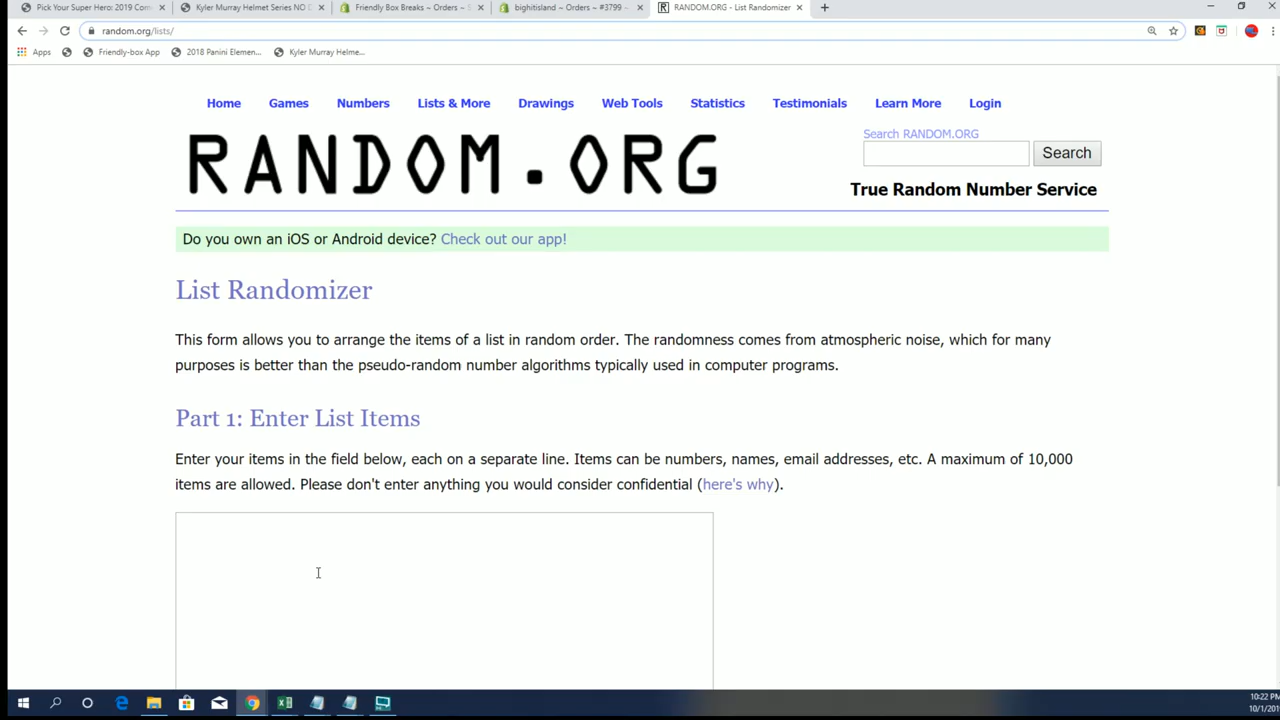 Pick Your Super Hero: 2019 Com
Kyler Murray Helmet Series NO D
Friendly Box Breaks ~ Orders ~ S
bighitisland ~ Orders ~ #3799 ~
RANDOM.ORG - List Randomizer
random.org/lists/
Apps
Friendly-box App
2018 Panini Elemen...
Kyler Murray Helme...
Home Games Numbers Lists & More Drawings Web Tools Statistics Testimonials Learn More Login
RANDOM.ORG
Search RANDOM.ORG
Search
True Random Number Service
Do you own an iOS or Android device? Check out our app!
List Randomizer
This form allows you to arrange the items of a list in random order. The randomness comes from atmospheric noise, which for many
purposes is better than the pseudo-random number algorithms typically used in computer programs.
Part 1: Enter List Items
Enter your items in the field below, each on a separate line. Items can be numbers, names, email addresses, etc. A maximum of 10,000
items are allowed. Please don't enter anything you would consider confidential (here's why).
10:22 PM
10/1/201